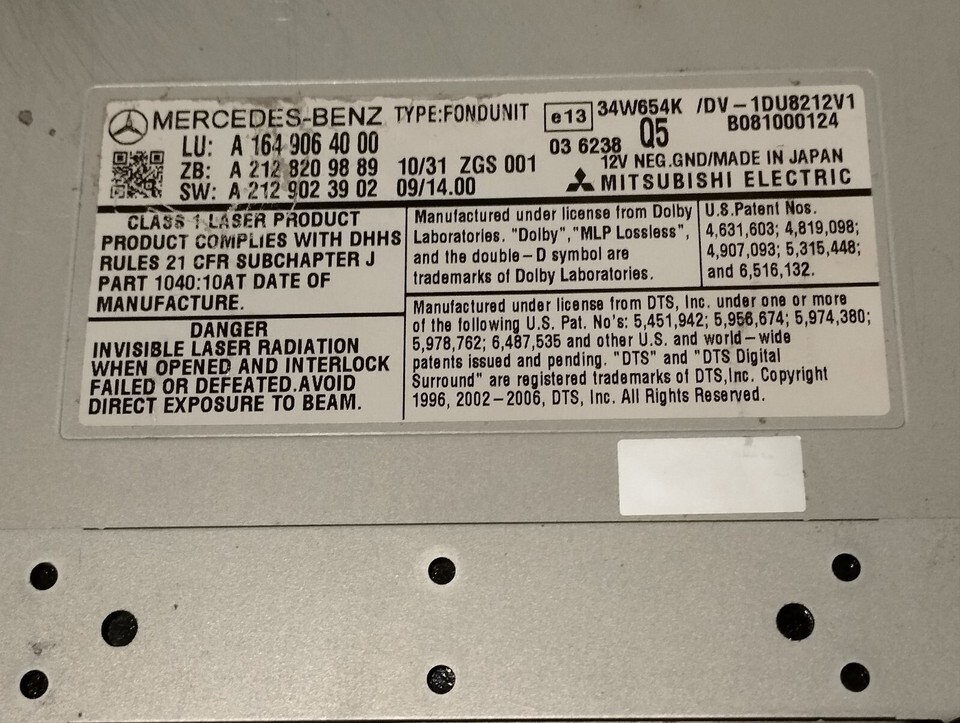 MERCEDES-BENZ TYPE:FONDUNIT e13 34W654K /DV-1DU8212V1
B081000124
03 6238 Q5
LU: A 164 906 40 00
ZB: A 212 820 98 89 10/31 ZGS 001
SW: A 212 902 39 02 09/14.00
12V NEG.GND/MADE IN JAPAN
MITSUBISHI ELECTRIC
CLASS 1 LASER PRODUCT
PRODUCT COMPLIES WITH DHHS
RULES 21 CFR SUBCHAPTER J
PART 1040:10AT DATE OF
MANUFACTURE.
DANGER
INVISIBLE LASER RADIATION
WHEN OPENED AND INTERLOCK
FAILED OR DEFEATED.AVOID
DIRECT EXPOSURE TO BEAM.
Manufactured under license from Dolby
Laboratories. "Dolby","MLP Lossless",
and the double-D symbol are
trademarks of Dolby Laboratories.
U.S.Patent Nos.
4,631,603; 4,819,098;
4,907,093; 5,315,448;
and 6,516,132.
Manufactured under license from DTS, Inc. under one or more
of the following U.S. Pat. No's: 5,451,942; 5,956,674; 5,974,380;
5,978,762; 6,487,535 and other U.S. and world-wide
patents issued and pending. "DTS" and "DTS Digital
Surround" are registered trademarks of DTS,Inc. Copyright
1996, 2002-2006, DTS, Inc. All Rights Reserved.